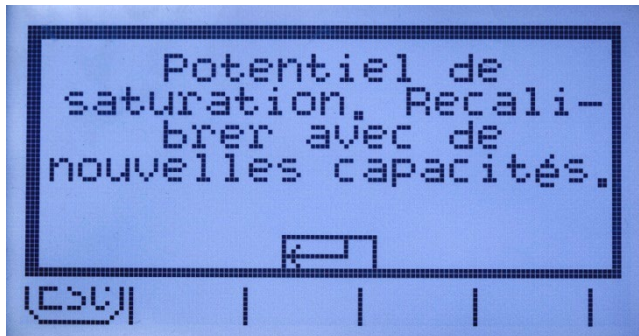 Potentiel de
saturation. Recali-
brer avec de
nouvelles capacités.
ESC